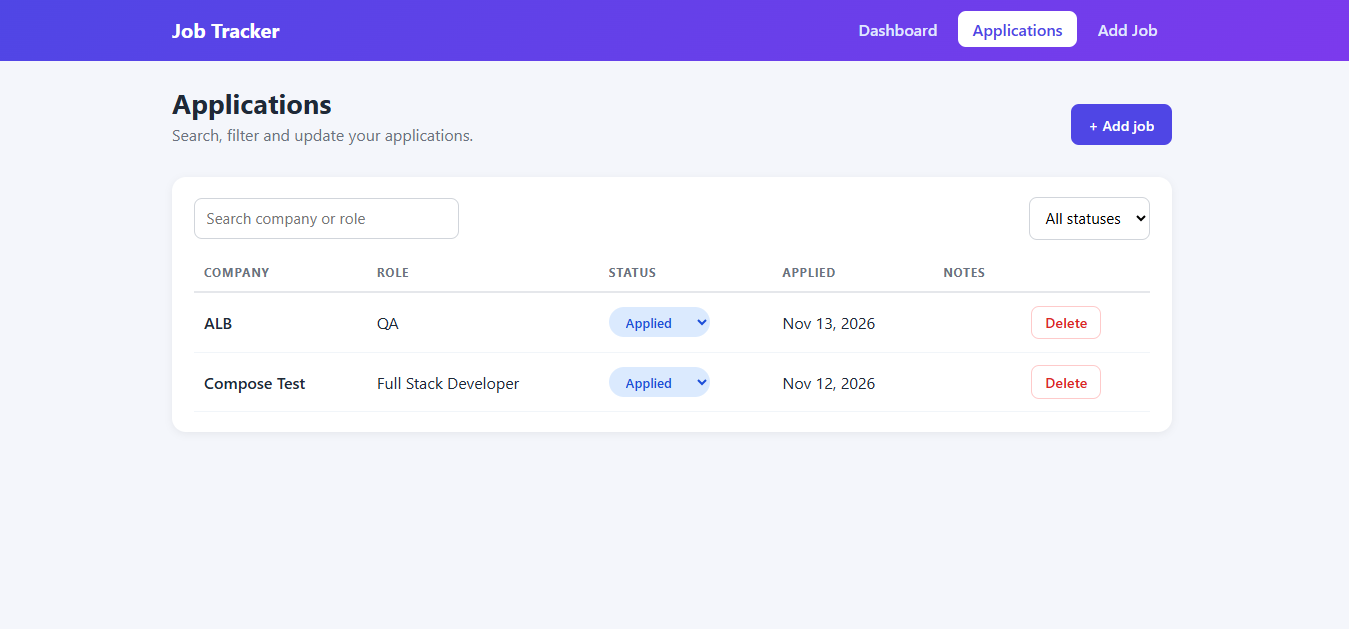 Job Tracker Dashboard Applications Add Job
Applications
Search, filter and update your applications.
+ Add job
Search company or role All statuses
COMPANY ROLE STATUS APPLIED NOTES
ALB QA Applied Nov 13, 2026 Delete
Compose Test Full Stack Developer Applied Nov 12, 2026 Delete